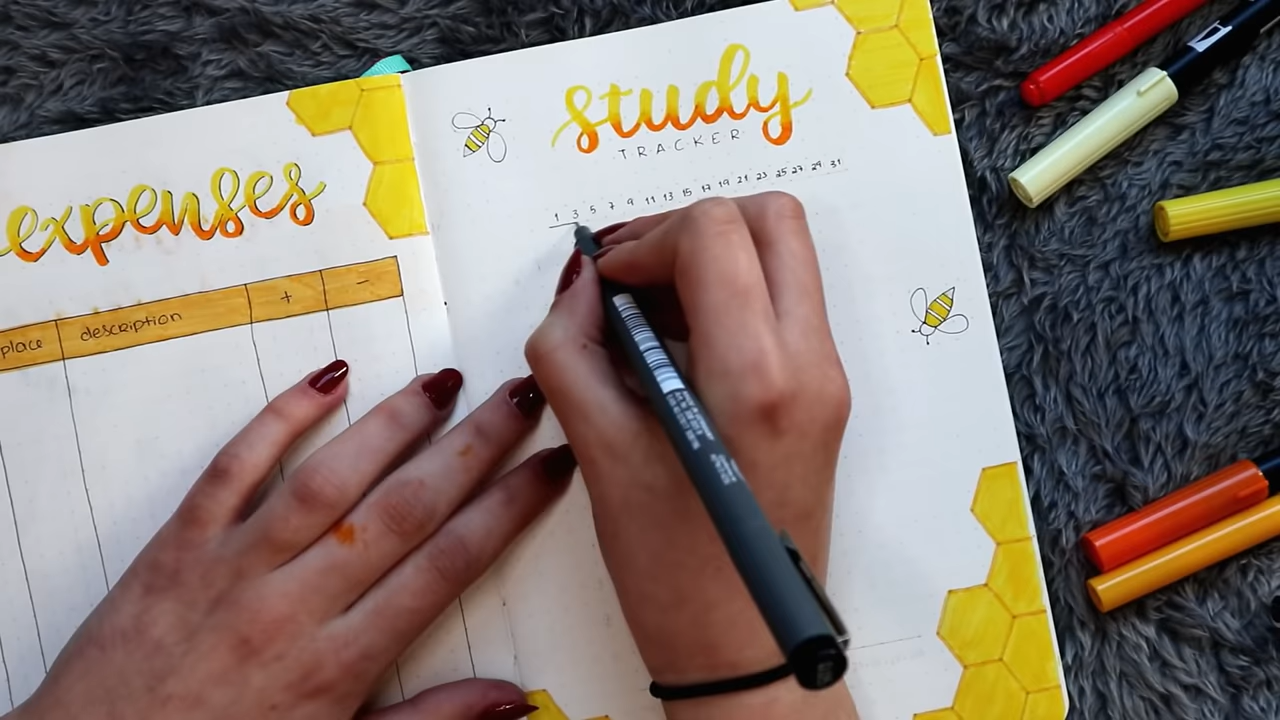 expenses
place description + -
study
TRACKER
1 3 5 7 9 11 13 15 17 19 21 23 25 27 29 31